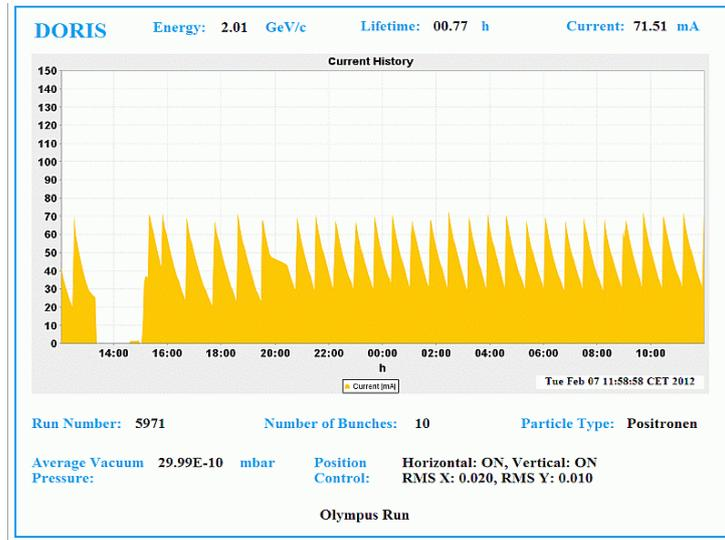 DORIS Energy: 2.01 GeV/c Lifetime: 00.77 h Current: 71.51 mA
Current History
150
140
130
120
110
100
90
80
70
60
50
40
30
20
10
0
14:00 16:00 18:00 20:00 22:00 00:00 02:00 04:00 06:00 08:00 10:00
h
Tue Feb 07 11:58:58 CET 2012
Current [mA]
Run Number: 5971 Number of Bunches: 10 Particle Type: Positronen
Average Vacuum 29.99E-10 mbar Position Horizontal: ON, Vertical: ON
Pressure: Control: RMS X: 0.020, RMS Y: 0.010
Olympus Run